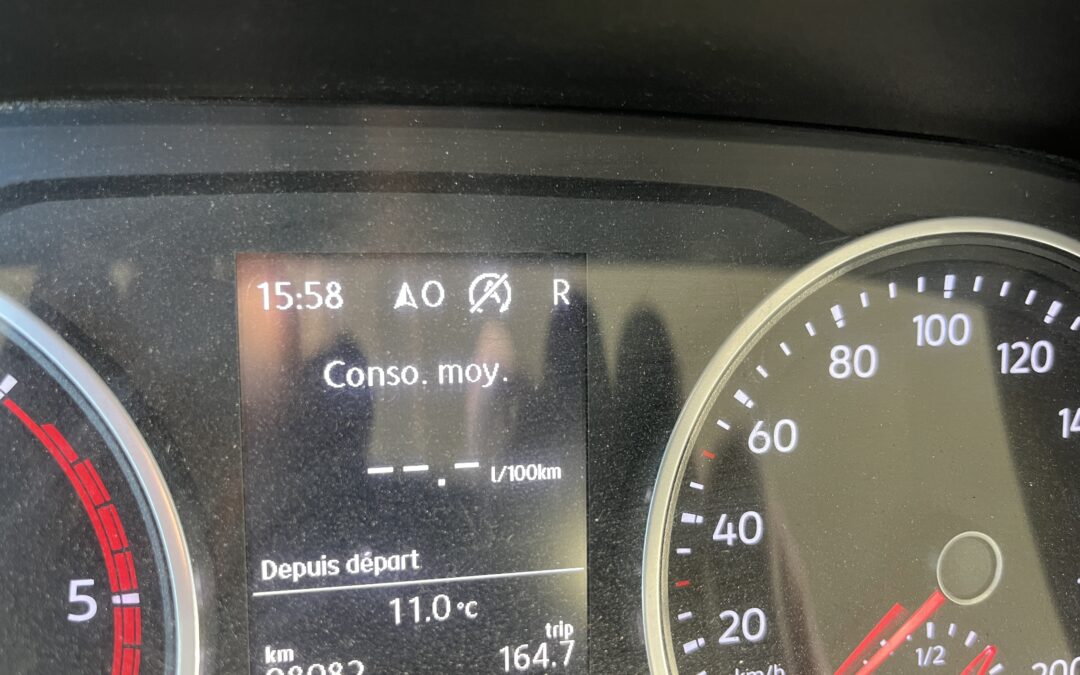 15:58 O A R
Conso. moy.
--.- l/100km
Depuis départ
11.0 °C
km trip
164.7
5
20
40
60
80
100
120
km/h
1/2